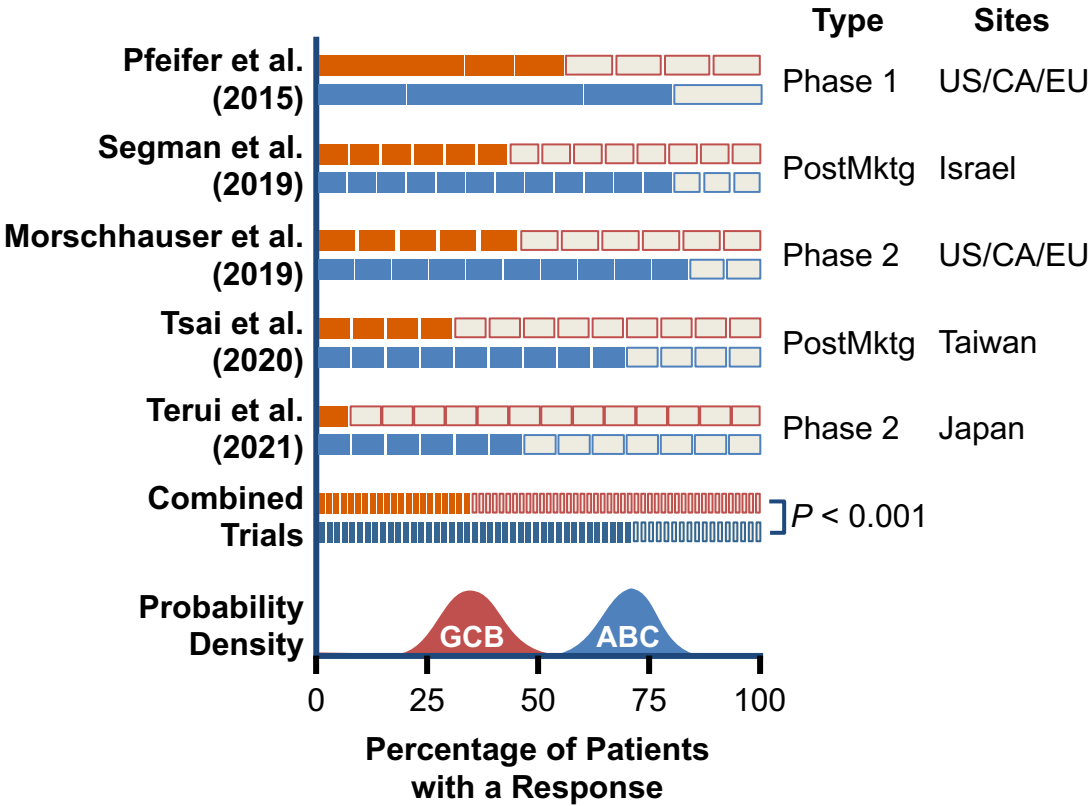 Type Sites
Pfeifer et al.
(2015)
Phase 1 US/CA/EU
Segman et al.
(2019)
PostMktg Israel
Morschhauser et al.
(2019)
Phase 2 US/CA/EU
Tsai et al.
(2020)
PostMktg Taiwan
Terui et al.
(2021)
Phase 2 Japan
Combined
Trials
P < 0.001
Probability
Density
GCB ABC
0 25 50 75 100
Percentage of Patients
with a Response